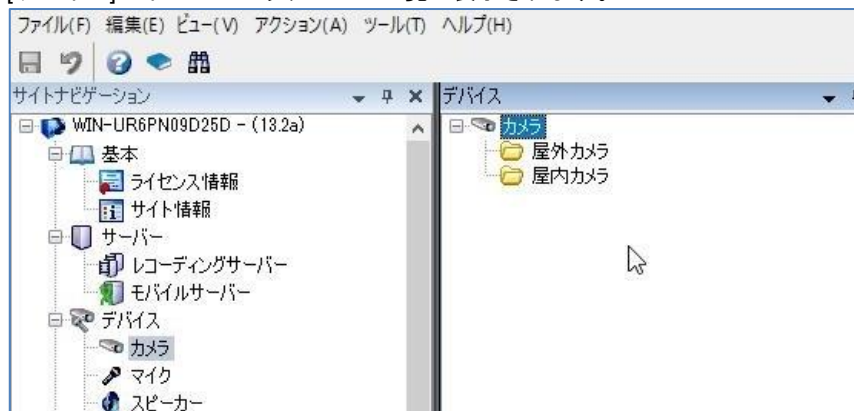 ファイル(F) 編集(E) ビュー(V) アクション(A) ツール(T) ヘルプ(H)
サイトナビゲーション
WIN-UR6PN09D25D - (13.2a)
基本
ライセンス情報
サイト情報
サーバー
レコーディングサーバー
モバイルサーバー
デバイス
カメラ
マイク
スピーカー
デバイス
カメラ
屋外カメラ
屋内カメラ